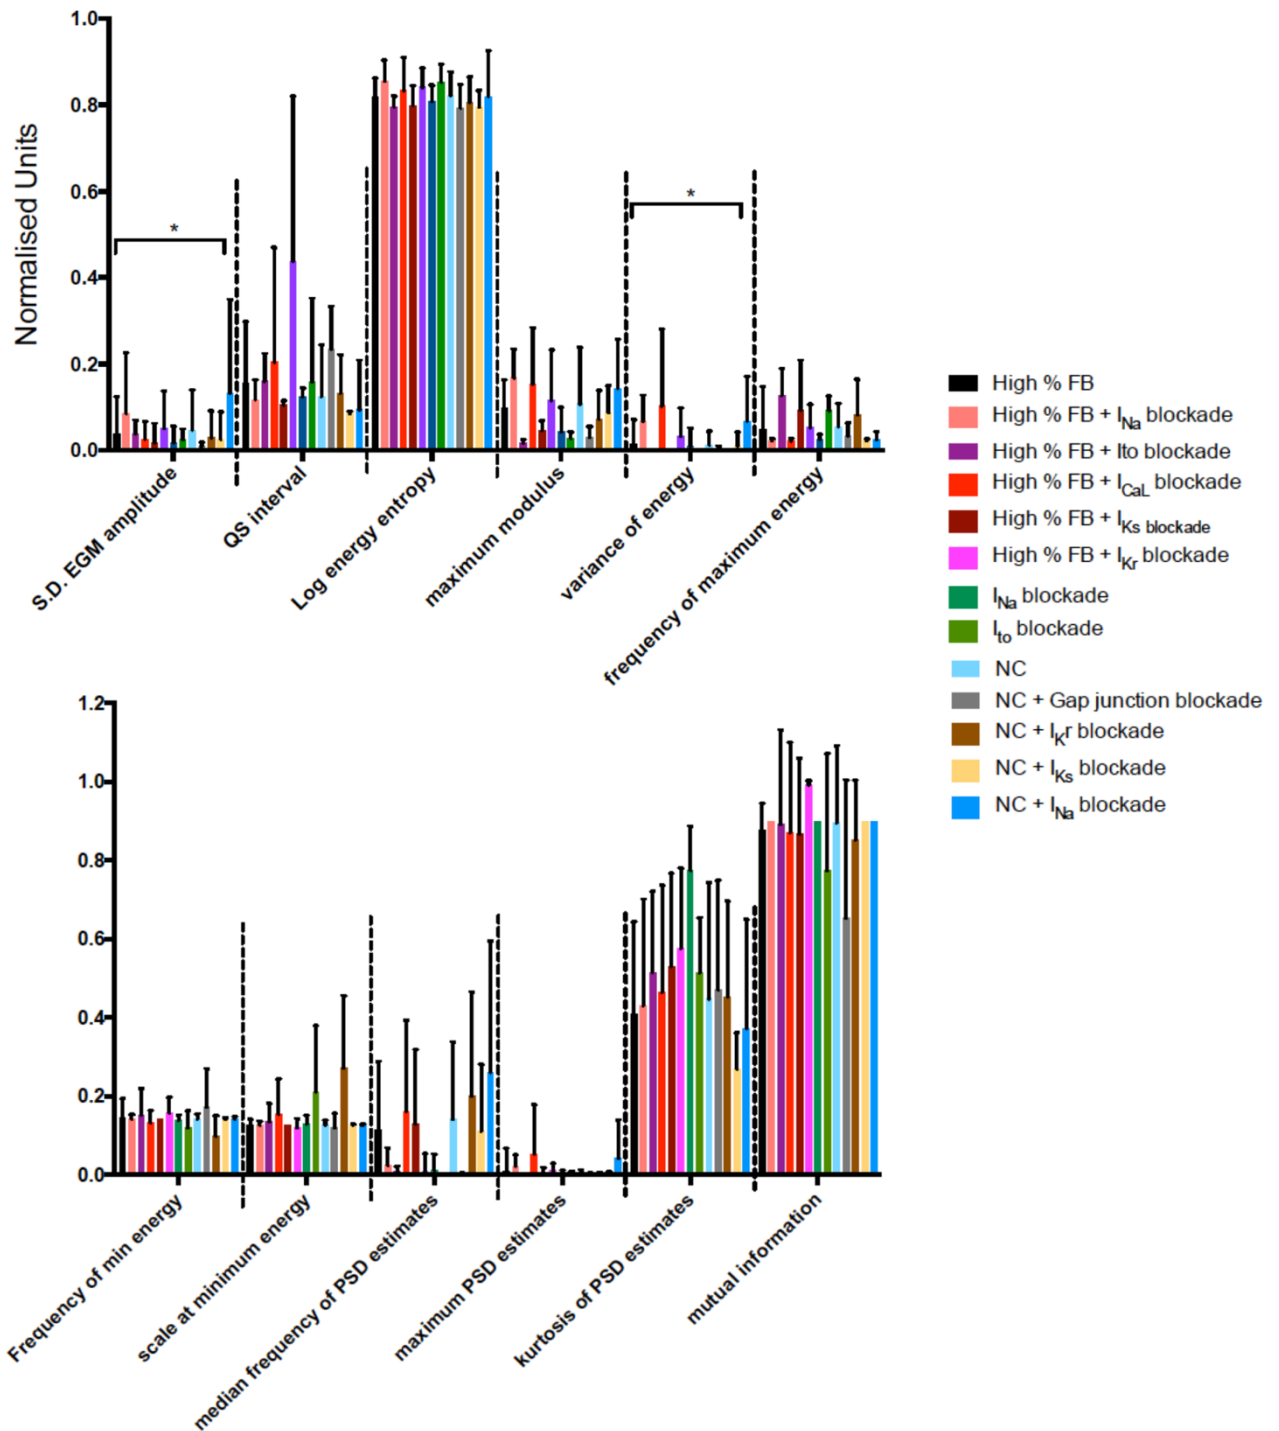 Normalised Units
1.0
0.8
0.6
0.4
0.2
0.0
*
*
S.D. EGM amplitude
QS interval
Log energy entropy
maximum modulus
variance of energy
frequency of maximum energy
High % FB
High % FB + INa blockade
High % FB + Ito blockade
High % FB + ICaL blockade
High % FB + IKs blockade
High % FB + IKr blockade
INa blockade
Ito blockade
NC
NC + Gap junction blockade
NC + IKr blockade
NC + IKs blockade
NC + INa blockade
1.2
1.0
0.8
0.6
0.4
0.2
0.0
Frequency of min energy
scale at minimum energy
median frequency of PSD estimates
maximum PSD estimates
kurtosis of PSD estimates
mutual information